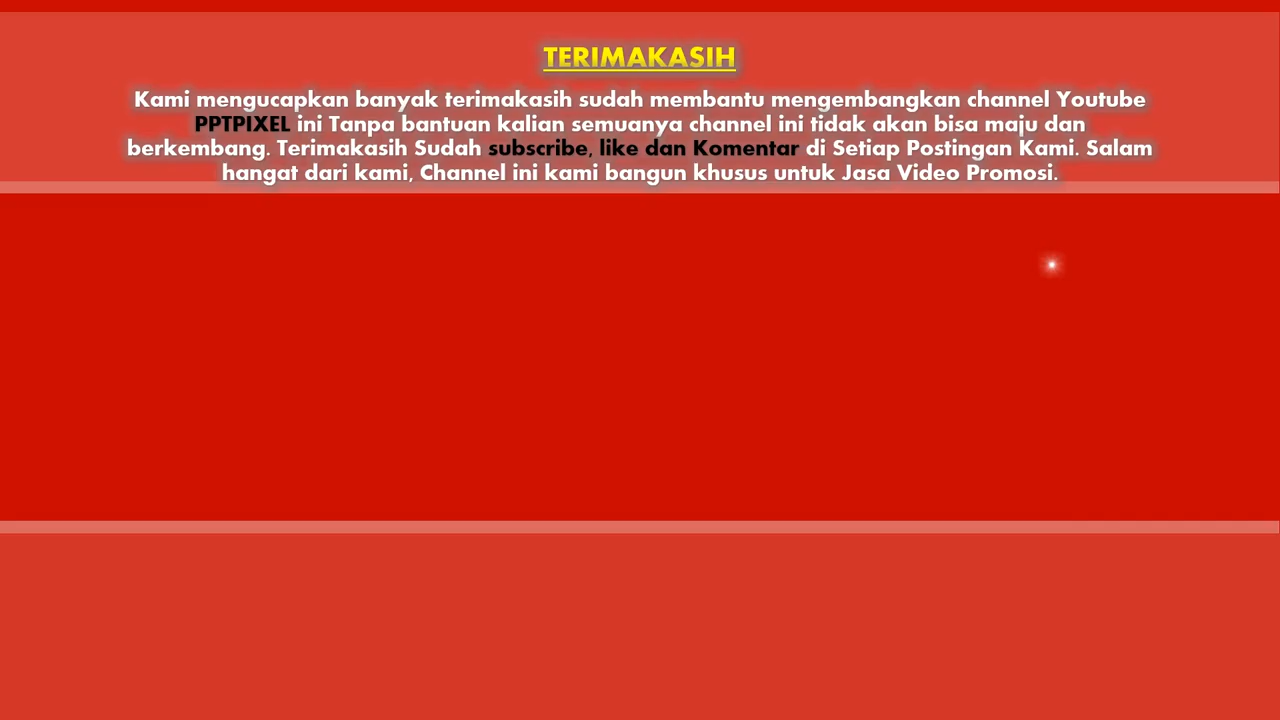 TERIMAKASIH
Kami mengucapkan banyak terimakasih sudah membantu mengembangkan channel Youtube
PPTPIXEL ini Tanpa bantuan kalian semuanya channel ini tidak akan bisa maju dan
berkembang. Terimakasih Sudah subscribe, like dan Komentar di Setiap Postingan Kami. Salam
hangat dari kami, Channel ini kami bangun khusus untuk Jasa Video Promosi.